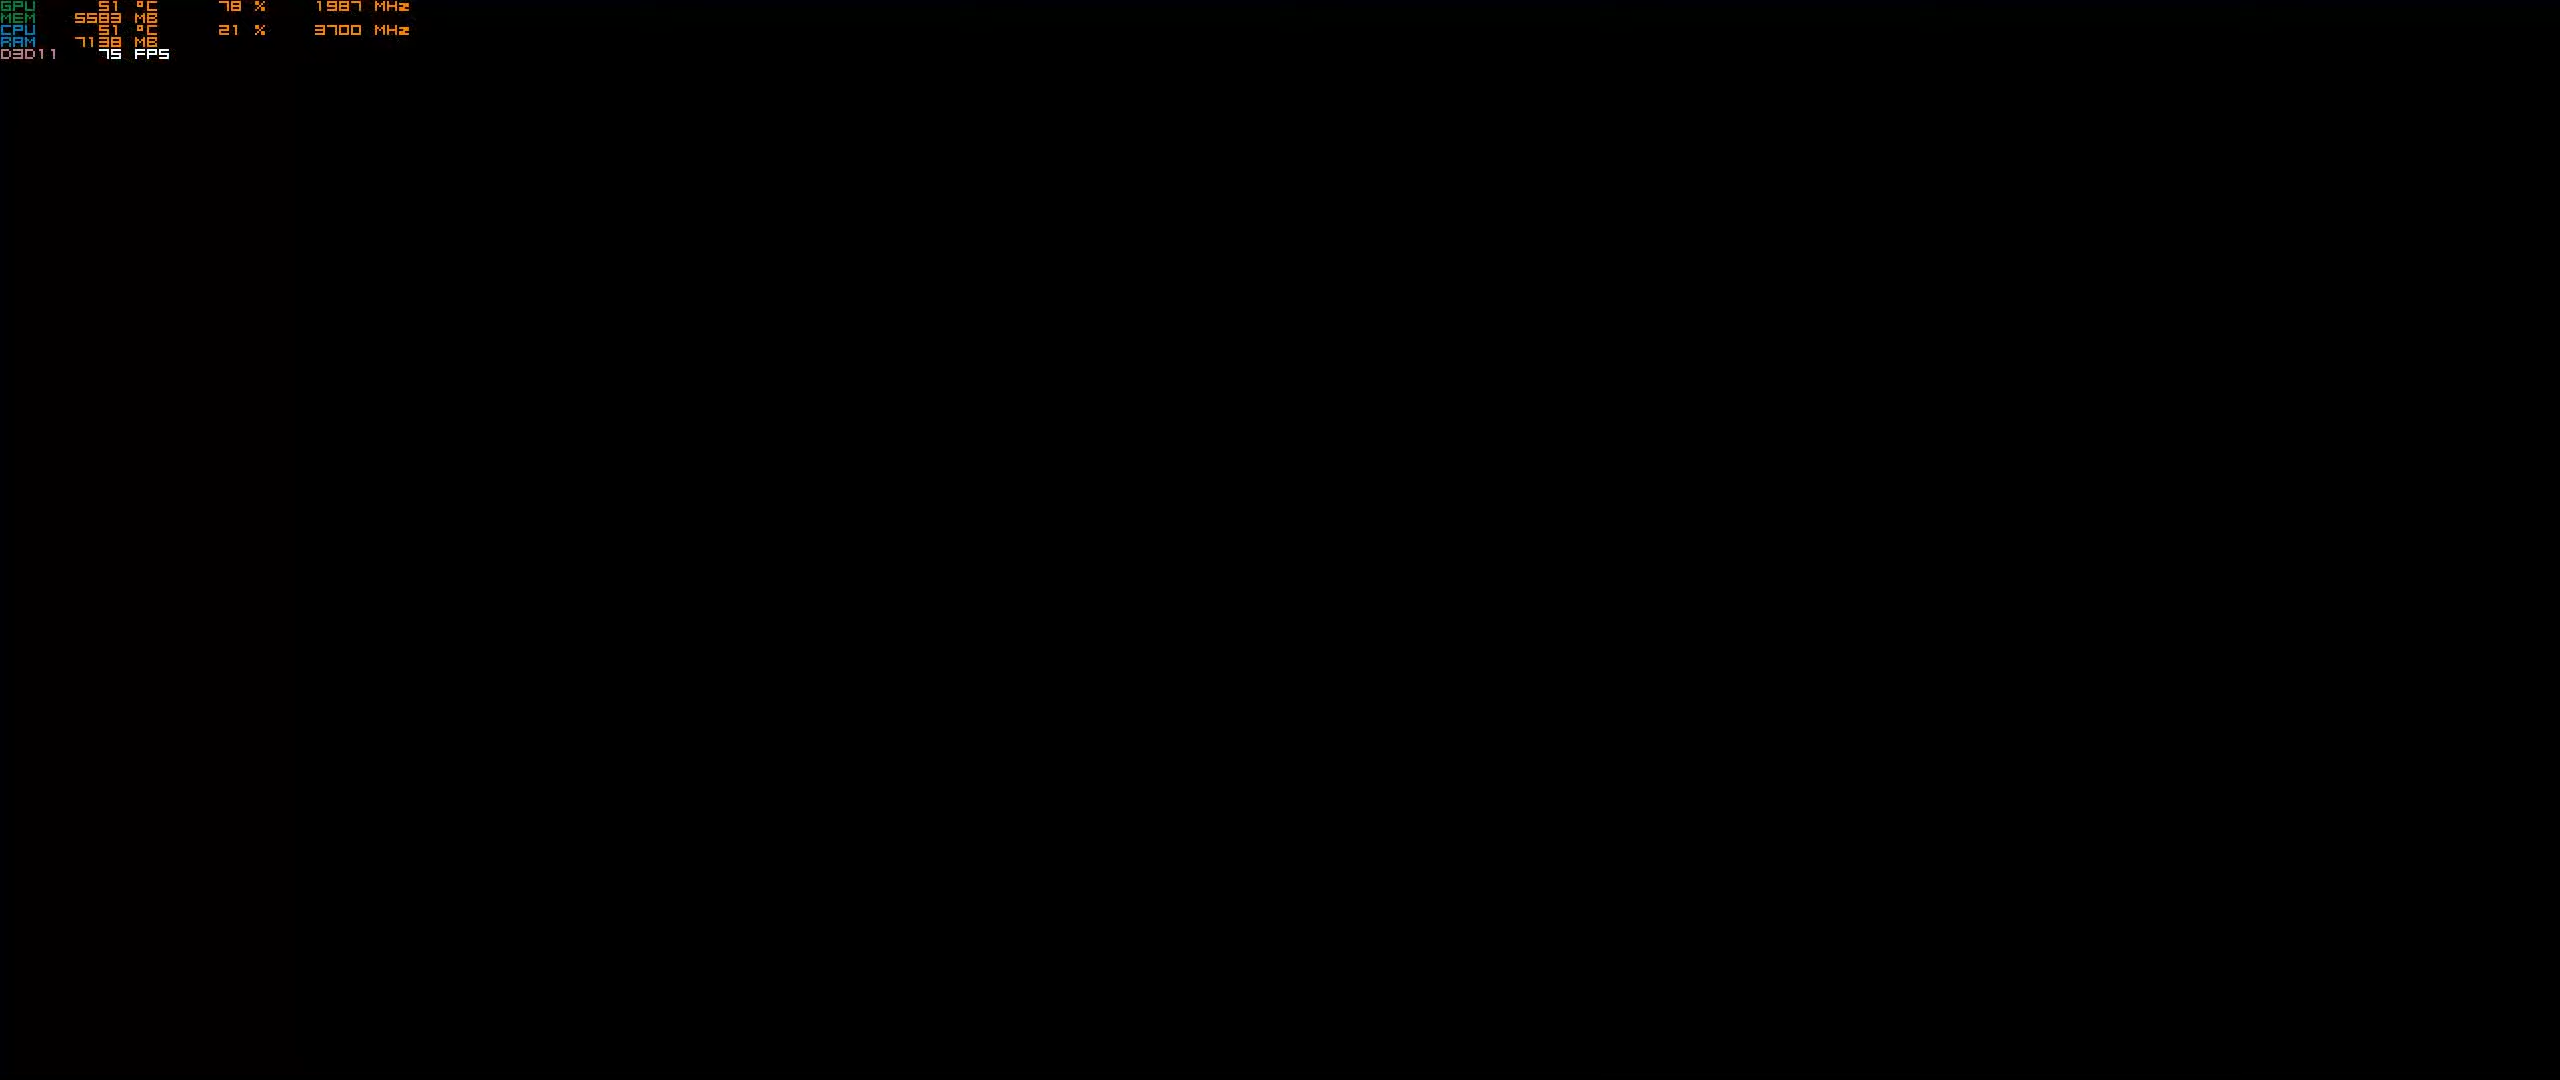 GPU 51 °C 78 % 1987 MHz
MEM 5583 MB
CPU 51 °C 21 % 3700 MHz
RAM 7138 MB
D3D11 75 FPS